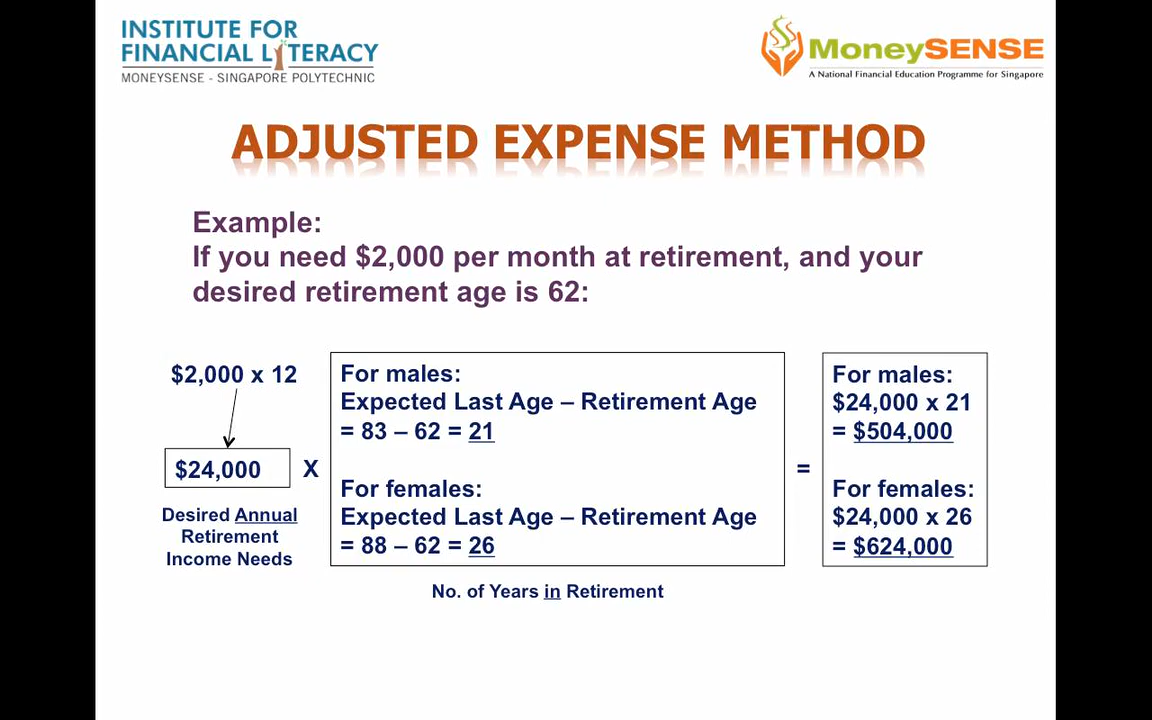 INSTITUTE FOR
FINANCIAL LITERACY
MONEYSENSE - SINGAPORE POLYTECHNIC
MoneySENSE
A National Financial Education Programme for Singapore
ADJUSTED EXPENSE METHOD
Example:
If you need $2,000 per month at retirement, and your
desired retirement age is 62:
$2,000 x 12
$24,000
Desired Annual
Retirement
Income Needs
X
For males:
Expected Last Age – Retirement Age
= 83 – 62 = 21
For females:
Expected Last Age – Retirement Age
= 88 – 62 = 26
No. of Years in Retirement
=
For males:
$24,000 x 21
= $504,000
For females:
$24,000 x 26
= $624,000